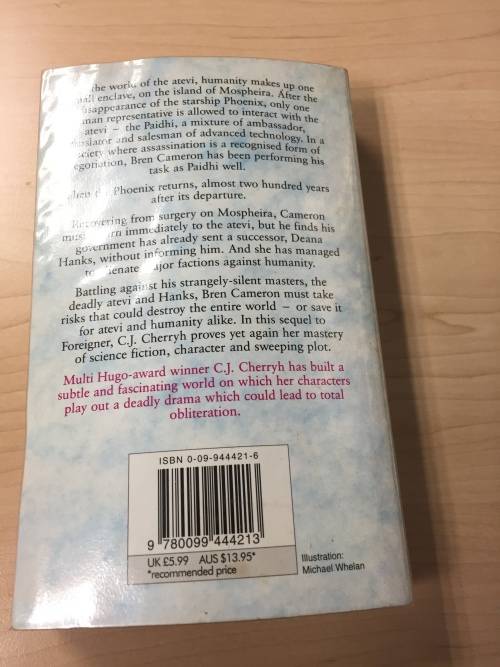 the world of the atevi, humanity makes up one
enclave, on the island of Mospheira. After the
disappearance of the starship Phoenix, only one
representative is allowed to interact with the
atevi – the Paidhi, a mixture of ambassador,
and salesman of advanced technology. In a
society where assassination is a recognised form of
negotiation, Bren Cameron has been performing his
task as Paidhi well.
Phoenix returns, almost two hundred years
after its departure.
Recovering from surgery on Mospheira, Cameron
must immediately to the atevi, but he finds his
government has already sent a successor, Deana
Hanks, without informing him. And she has managed
to major factions against humanity.
Battling against his strangely-silent masters, the
deadly atevi and Hanks, Bren Cameron must take
risks that could destroy the entire world – or save it
for atevi and humanity alike. In this sequel to
Foreigner, C.J. Cherryh proves yet again her mastery
of science fiction, character and sweeping plot.
Multi Hugo-award winner C.J. Cherryh has built a
subtle and fascinating world on which her characters
play out a deadly drama which could lead to total
obliteration.
ISBN 0-09-944421-6
9 780099 444213
UK £5.99 AUS $13.95*
*recommended price
Illustration:
Michael Whelan